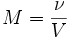 M = ν / V